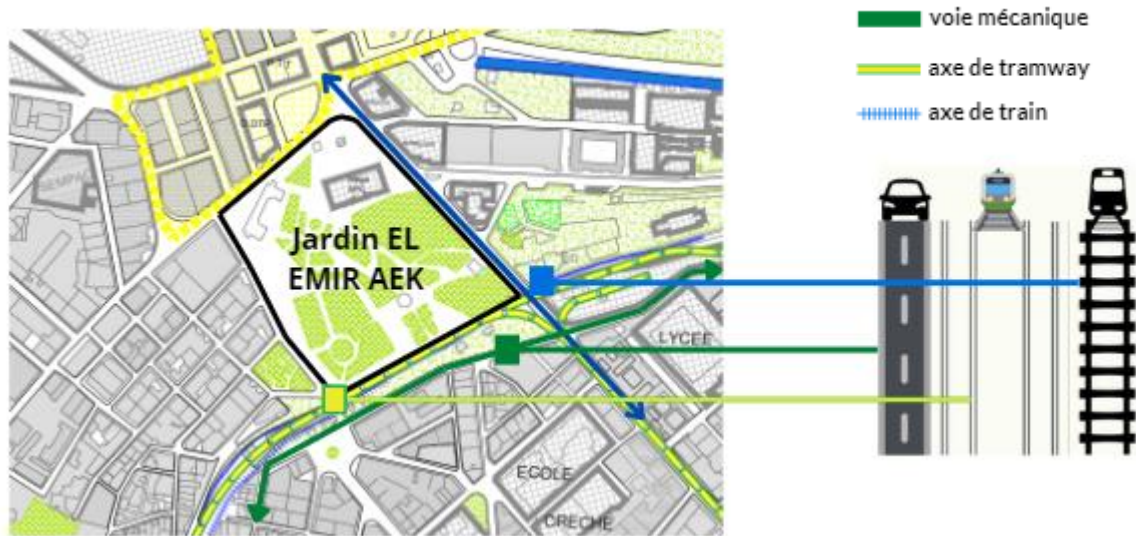 voie mécanique
axe de tramway
axe de train
Jardin EL
EMIR AEK
LYCEE
ECOLE
CRECHE